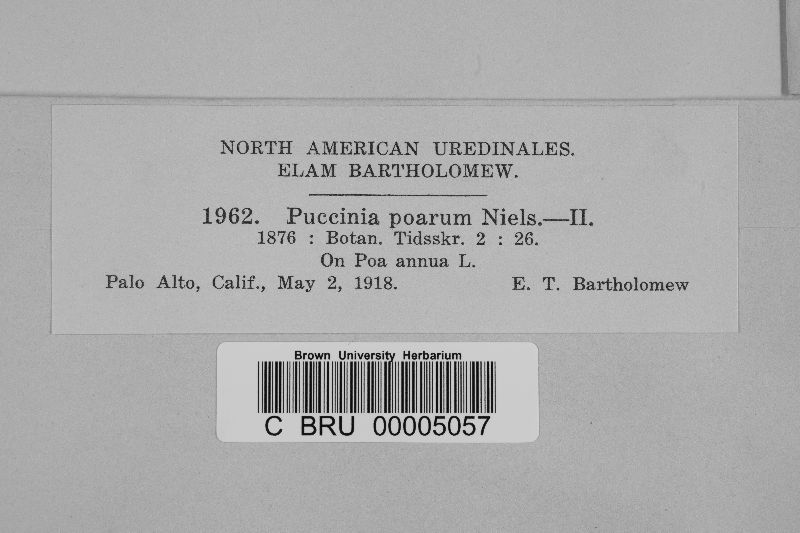 NORTH AMERICAN UREDINALES.
ELAM BARTHOLOMEW.
1962. Puccinia poarum Niels.—II.
1876 : Botan. Tidsskr. 2 : 26.
On Poa annua L.
Palo Alto, Calif., May 2, 1918. E. T. Bartholomew
Brown University Herbarium
C BRU 00005057